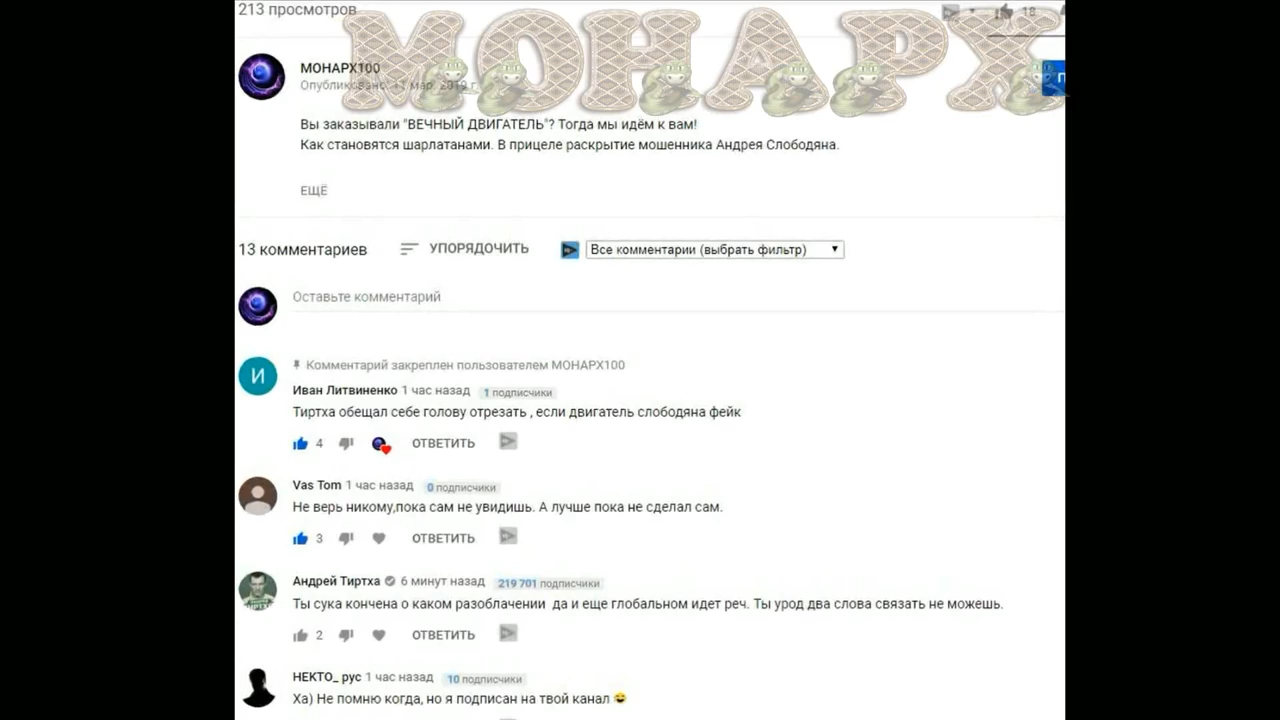 213 просмотров
18
МОНАРХ
МОНАРХ100
Опубликовано: 11 мар. 2019 г.
П
Вы заказывали "ВЕЧНЫЙ ДВИГАТЕЛЬ"? Тогда мы идём к вам!
Как становятся шарлатанами. В прицеле раскрытие мошенника Андрея Слободяна.
ЕЩЁ
13 комментариев
УПОРЯДОЧИТЬ
Все комментарии (выбрать фильтр)
Оставьте комментарий
Комментарий закреплен пользователем МОНАРХ100
И
Иван Литвиненко 1 час назад 1 подписчики
Тиртха обещал себе голову отрезать , если двигатель слободяна фейк
4 ОТВЕТИТЬ
Vas Tom 1 час назад 0 подписчики
Не верь никому,пока сам не увидишь. А лучше пока не сделал сам.
3 ОТВЕТИТЬ
Андрей Тиртха 6 минут назад 219 701 подписчики
Ты сука кончена о каком разоблачении да и еще глобальном идет реч. Ты урод два слова связать не можешь.
2 ОТВЕТИТЬ
НЕКТО_ рус 1 час назад 10 подписчики
Ха) Не помню когда, но я подписан на твой канал 😄